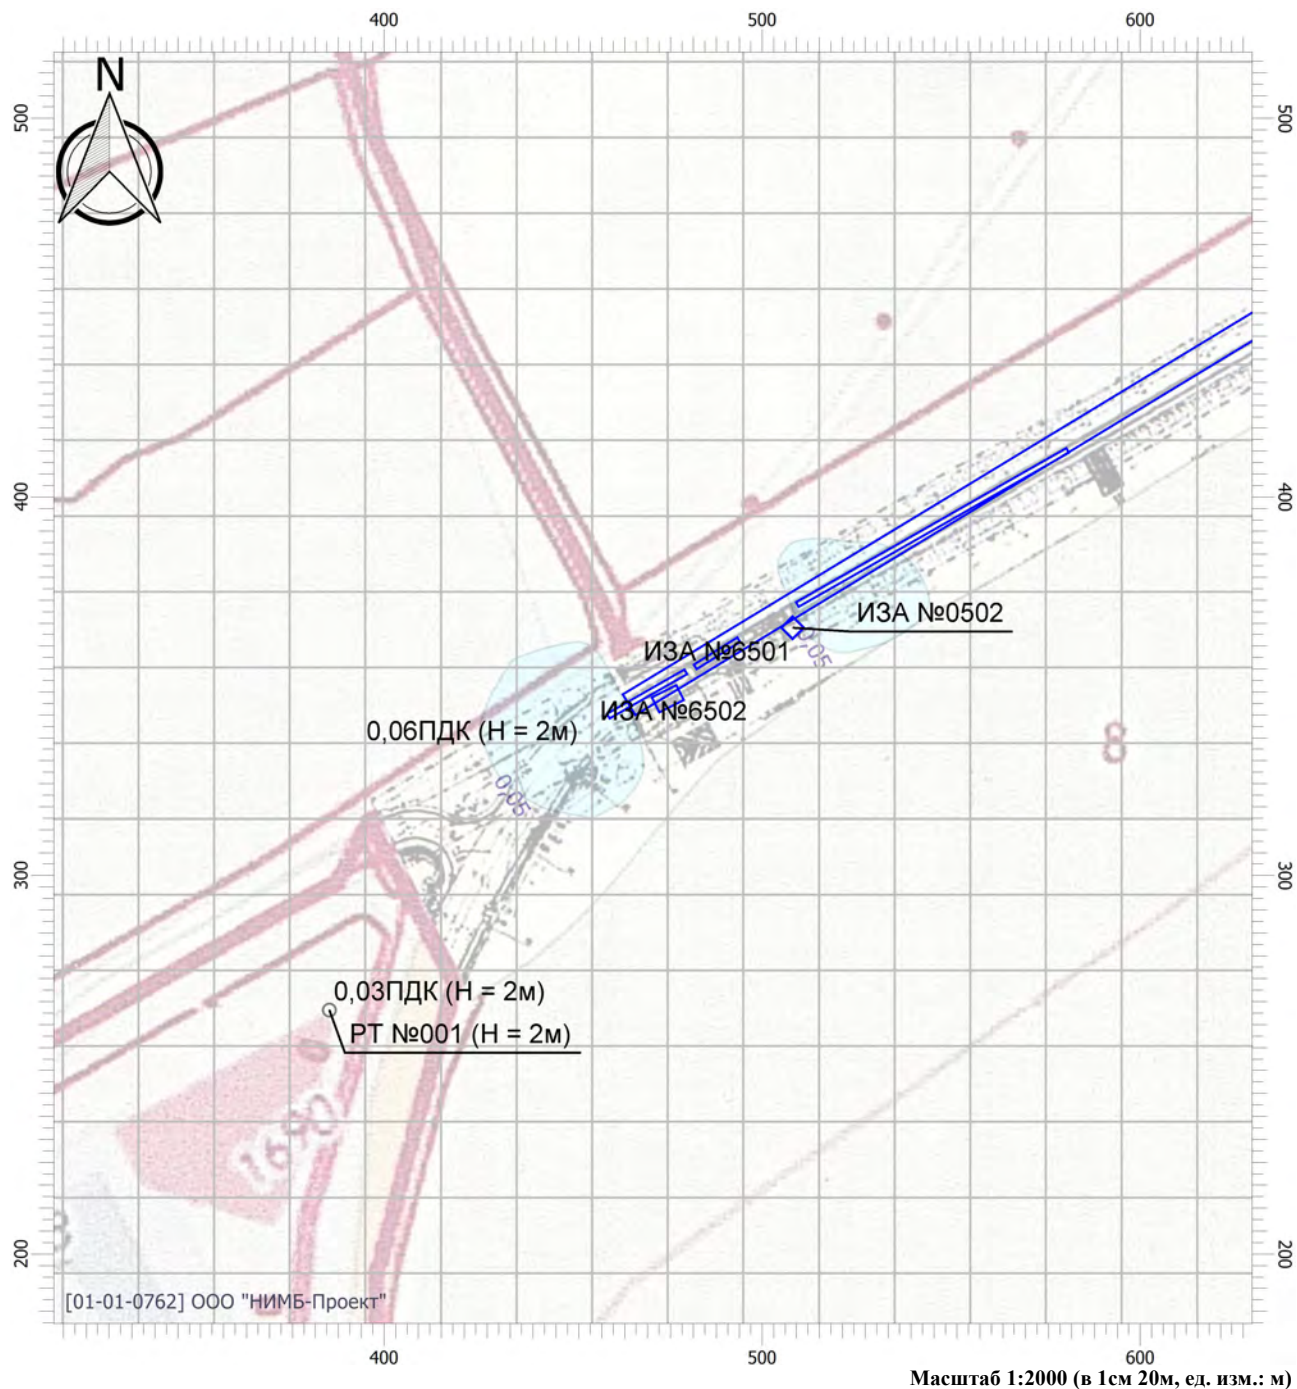 400 500 600
N
500 500
400 400
ИЗА №0502
0,05
ИЗА №6501
ИЗА №6502
0,06ПДК (Н = 2м)
8
0,05
300 300
0,03ПДК (Н = 2м)
РТ №001 (Н = 2м)
1690
200 200
[01-01-0762] ООО "НИМБ-Проект"
400 500 600
Масштаб 1:2000 (в 1см 20м, ед. изм.: м)